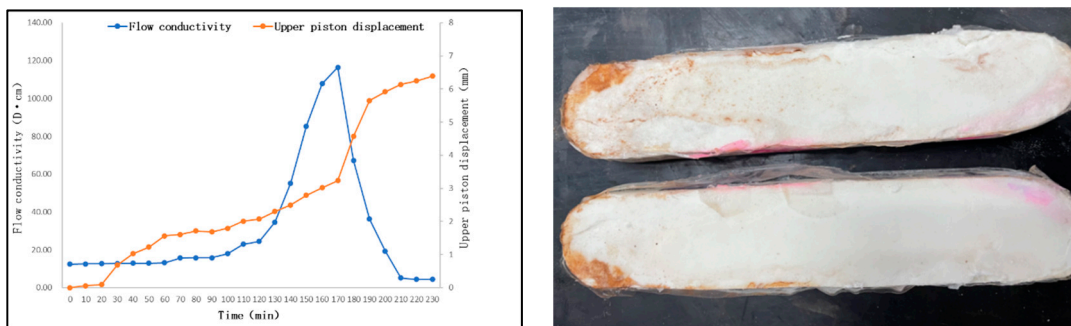 Flow conductivity
Upper piston displacement
140.00
120.00
100.00
80.00
60.00
40.00
20.00
0.00
Flow conductivity (D·cm)
8
7
6
5
4
3
2
1
0
Upper piston displacement (mm)
0 10 20 30 40 50 60 70 80 90 100 110 120 130 140 150 160 170 180 190 200 210 220 230
Time (min)